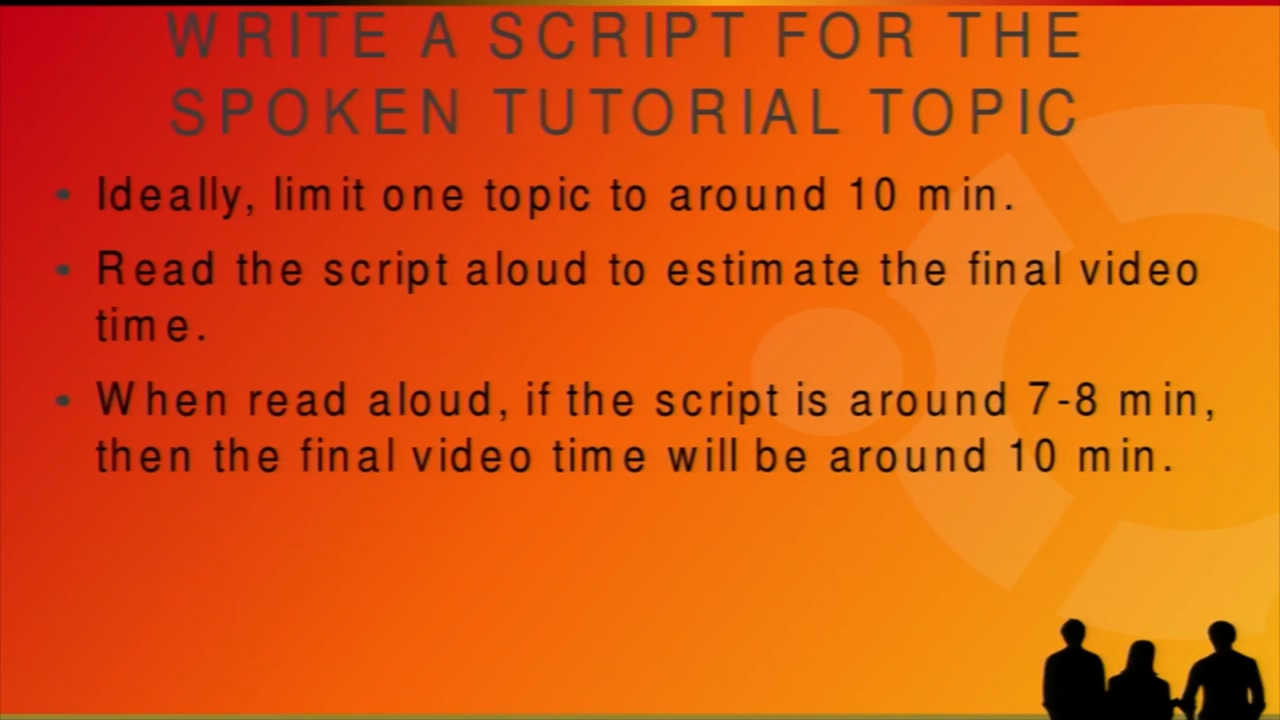 WRITE A SCRIPT FOR THE
SPOKEN TUTORIAL TOPIC
• Ideally, limit one topic to around 10 min.
• Read the script aloud to estimate the final video
time.
• When read aloud, if the script is around 7-8 min,
then the final video time will be around 10 min.